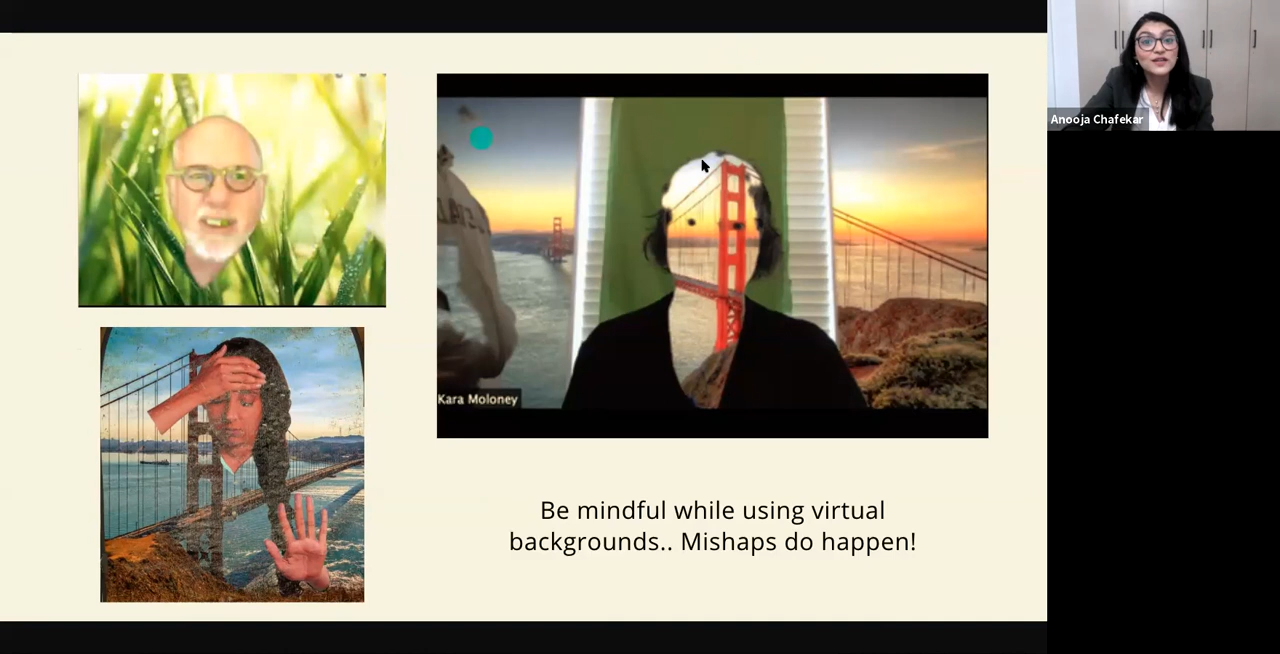 Anooja Chafekar
Kara Moloney
Be mindful while using virtual
backgrounds.. Mishaps do happen!